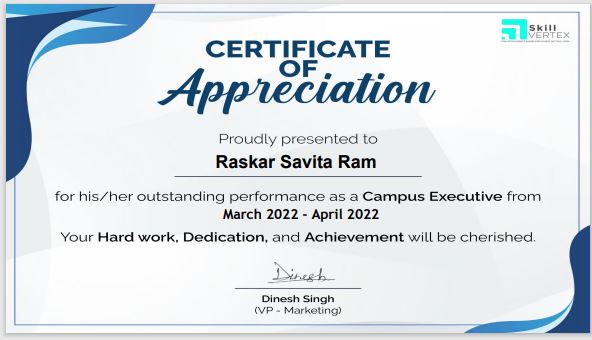 Skill
VERTEX
CERTIFICATE
OF
Appreciation
Proudly presented to
Raskar Savita Ram
for his/her outstanding performance as a Campus Executive from
March 2022 - April 2022
Your Hard work, Dedication, and Achievement will be cherished.
Dinesh
Dinesh Singh
(VP - Marketing)